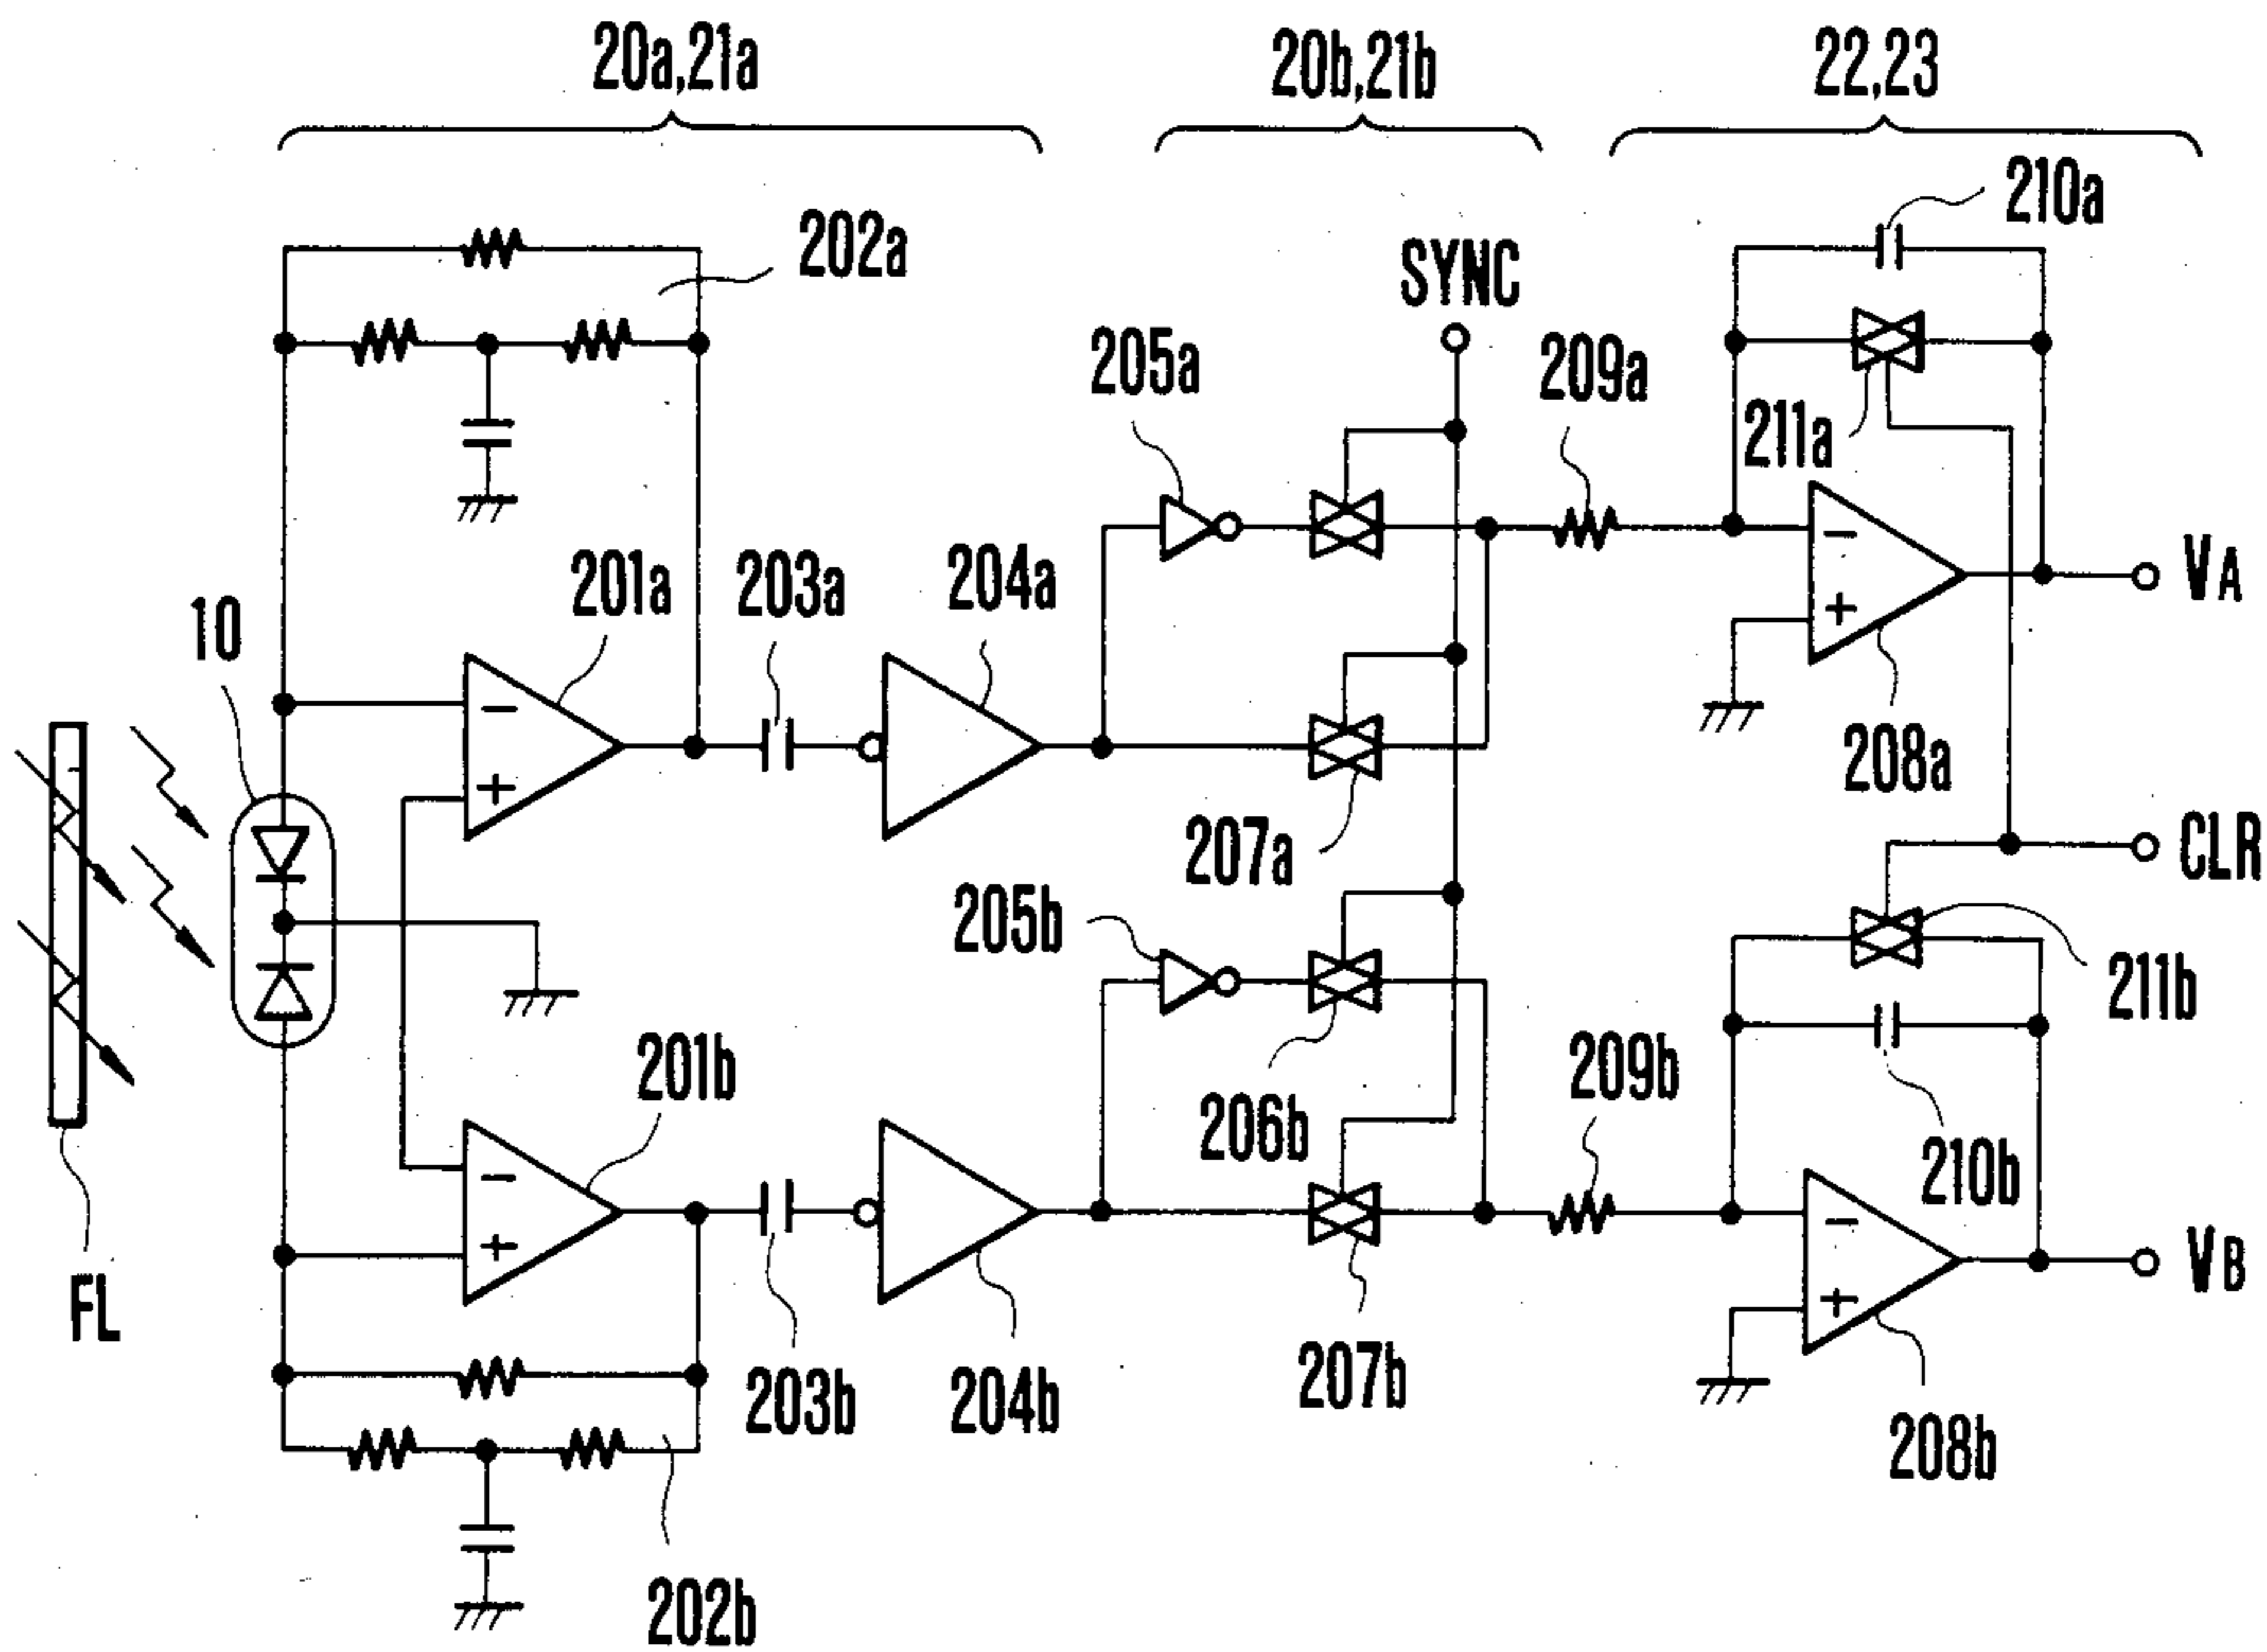 20a,21a
20b,21b
22,23
210a
202a
SYNC
205a
209a
211a
10
201a
203a
204a
VA
207a
208a
CLR
205b
211b
201b
206b
209b
210b
FL
203b
204b
207b
VB
208b
202b
−
+
−
+
−
+
−
+